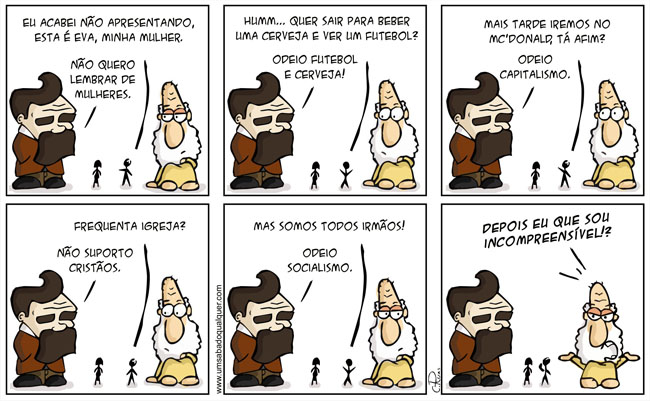 EU ACABEI NÃO APRESENTANDO,
ESTA É EVA, MINHA MULHER.
NÃO QUERO
LEMBRAR DE
MULHERES.
HUMM... QUER SAIR PARA BEBER
UMA CERVEJA E VER UM FUTEBOL?
ODEIO FUTEBOL
E CERVEJA!
MAIS TARDE IREMOS NO
MC'DONALD, TÁ AFIM?
ODEIO
CAPITALISMO.
FREQUENTA IGREJA?
NÃO SUPORTO
CRISTÃOS.
www.umsabadoqualquer.com
MAS SOMOS TODOS IRMÃOS!
ODEIO
SOCIALISMO.
DEPOIS EU QUE SOU
INCOMPREENSÍVEL!?